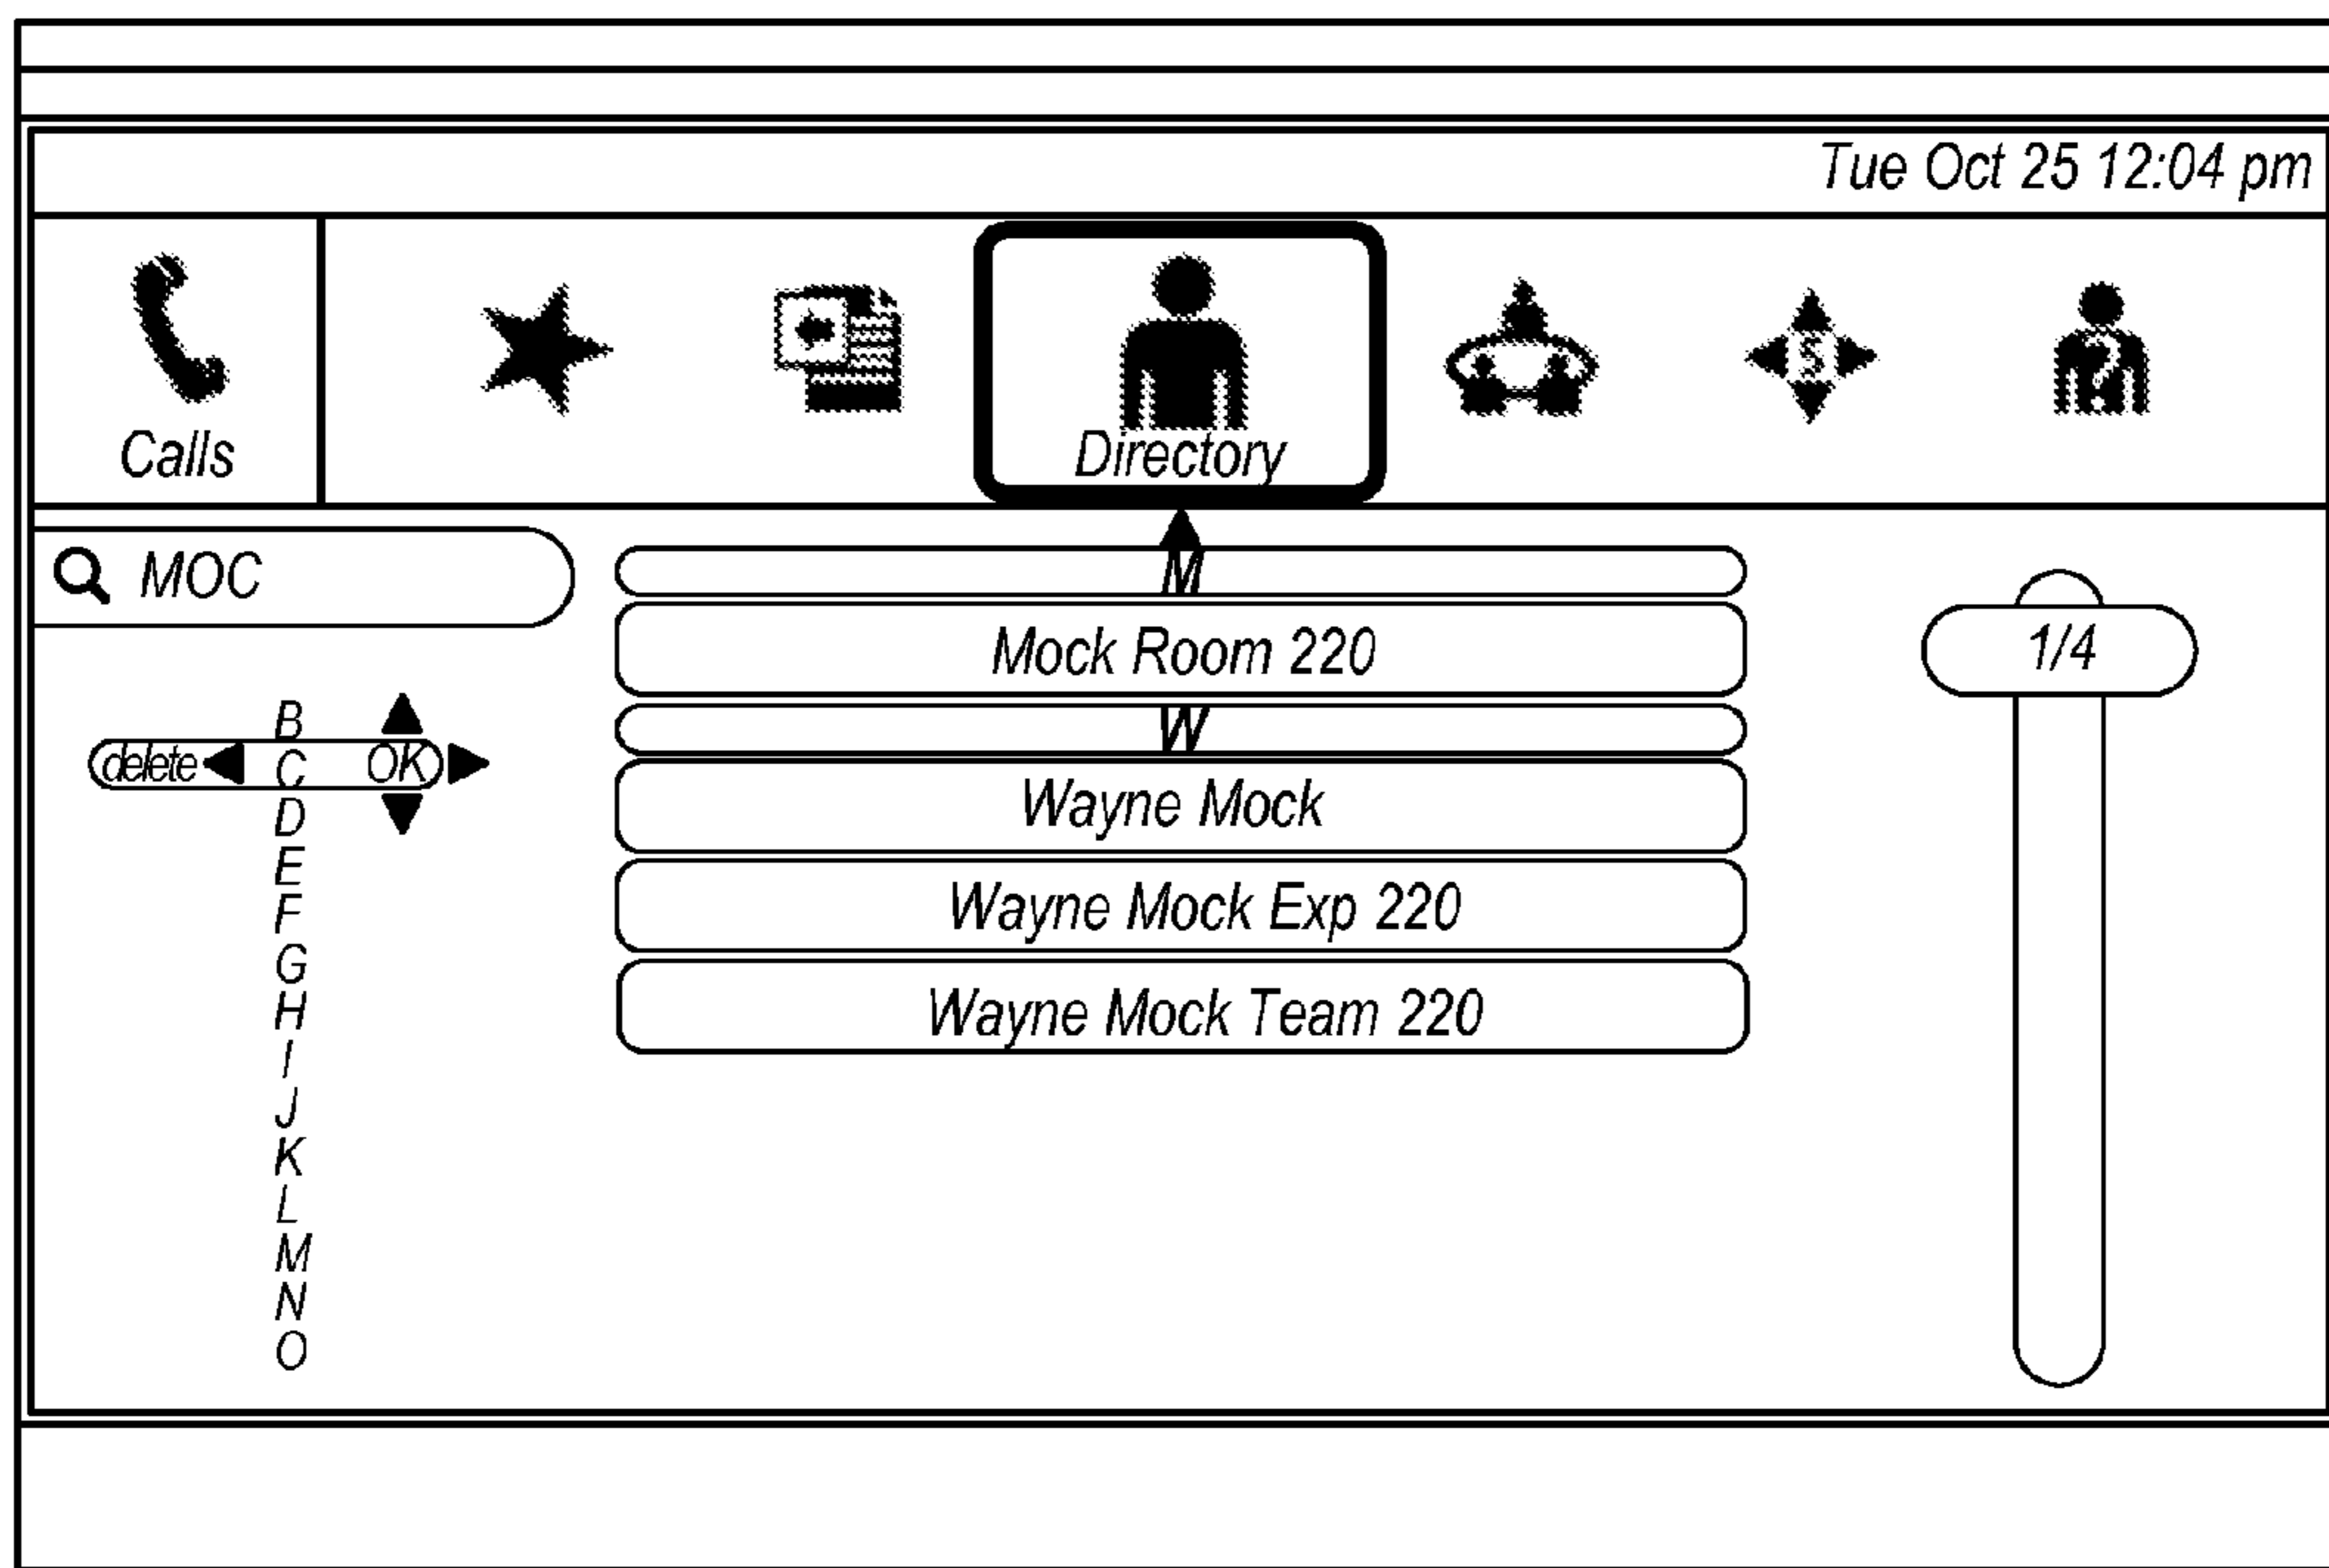 Tue Oct 25 12:04 pm
Calls
Directory
MOC
M
Mock Room 220
1/4
W
Wayne Mock
Wayne Mock Exp 220
Wayne Mock Team 220
B
delete C OK
D
E
F
G
H
I
J
K
L
M
N
O
S